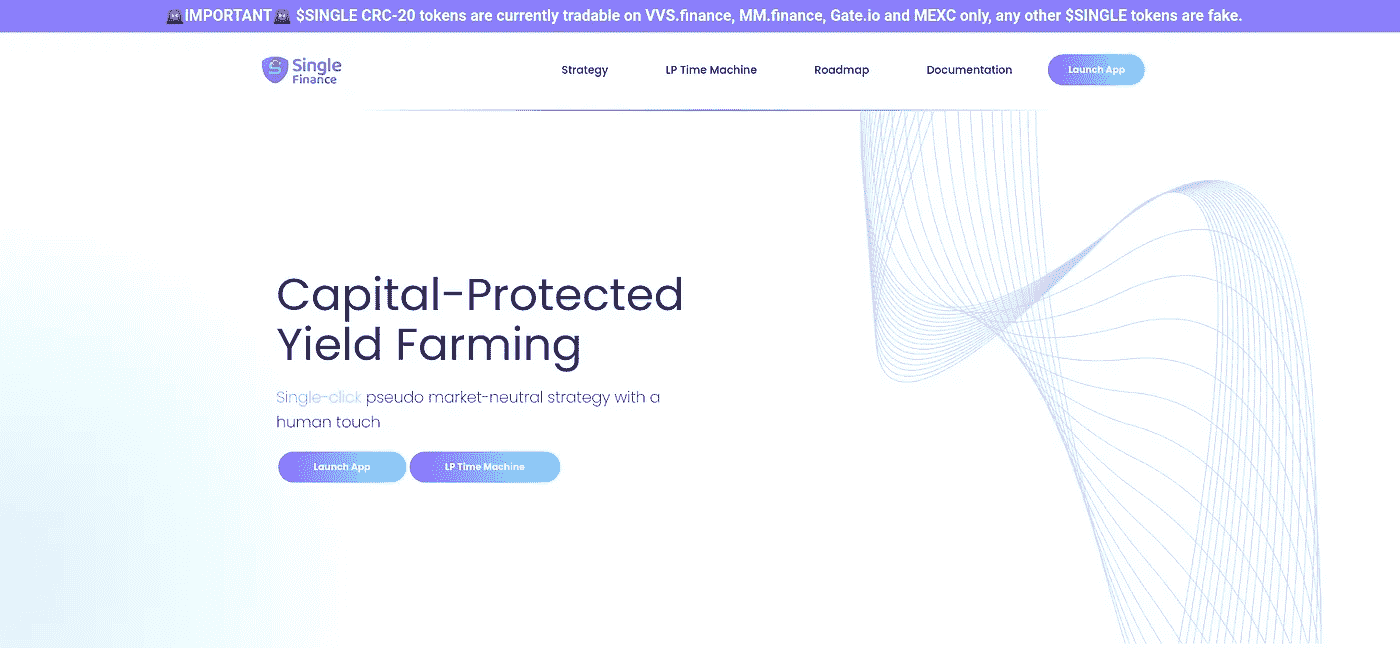 🚨IMPORTANT🚨 $SINGLE CRC-20 tokens are currently tradable on VVS.finance, MM.finance, Gate.io and MEXC only, any other $SINGLE tokens are fake.
Single
Finance
Strategy
LP Time Machine
Roadmap
Documentation
Launch App
Capital-Protected
Yield Farming
Single-click pseudo market-neutral strategy with a
human touch
Launch App
LP Time Machine